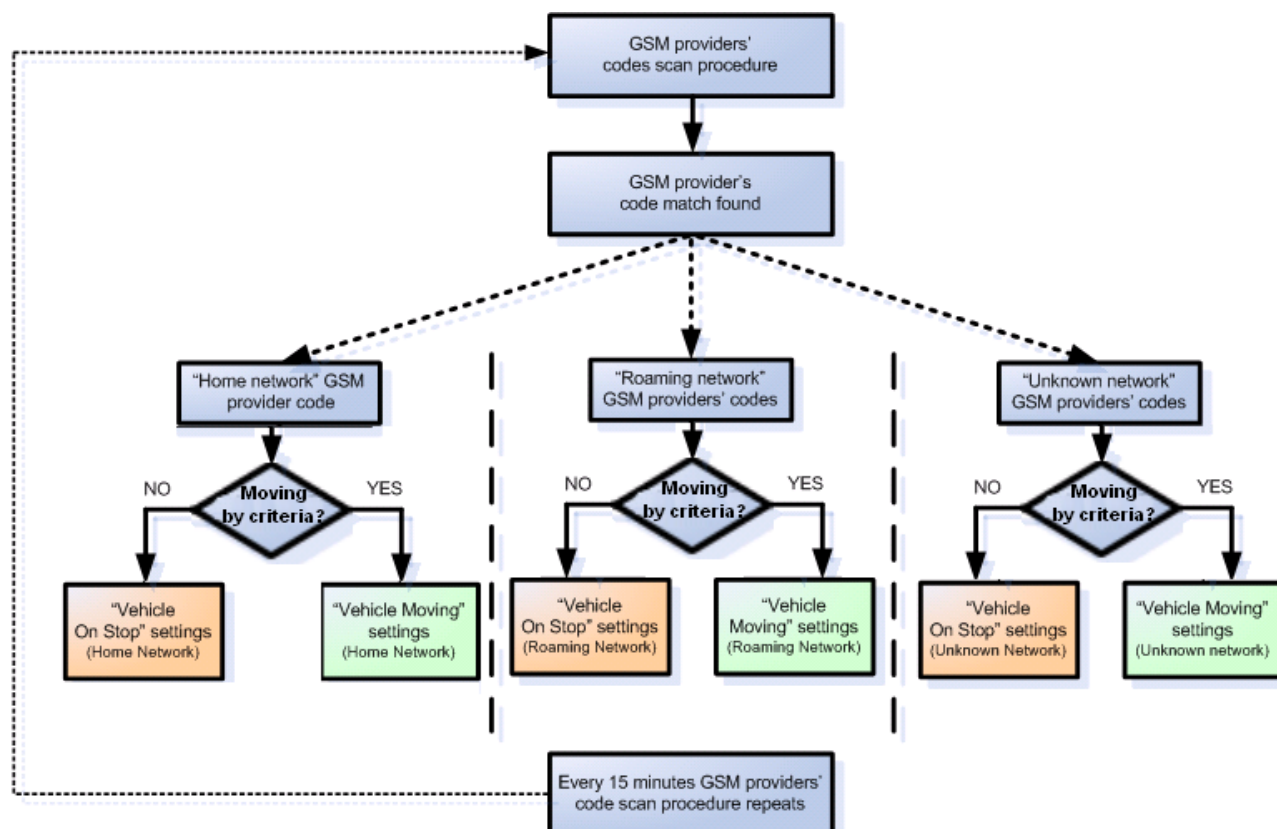 GSM providers’
codes scan procedure
GSM provider’s
code match found
“Home network” GSM
provider code
“Roaming network”
GSM providers’ codes
“Unknown network”
GSM providers’ codes
NO
Moving
by criteria?
YES
NO
Moving
by criteria?
YES
NO
Moving
by criteria?
YES
“Vehicle
On Stop” settings
(Home Network)
“Vehicle Moving”
settings
(Home Network)
“Vehicle
On Stop” settings
(Roaming Network)
“Vehicle
Moving” settings
(Roaming Network)
“Vehicle
On Stop” settings
(Unknown Network)
“Vehicle Moving”
settings
(Unknown network)
Every 15 minutes GSM providers’
code scan procedure repeats